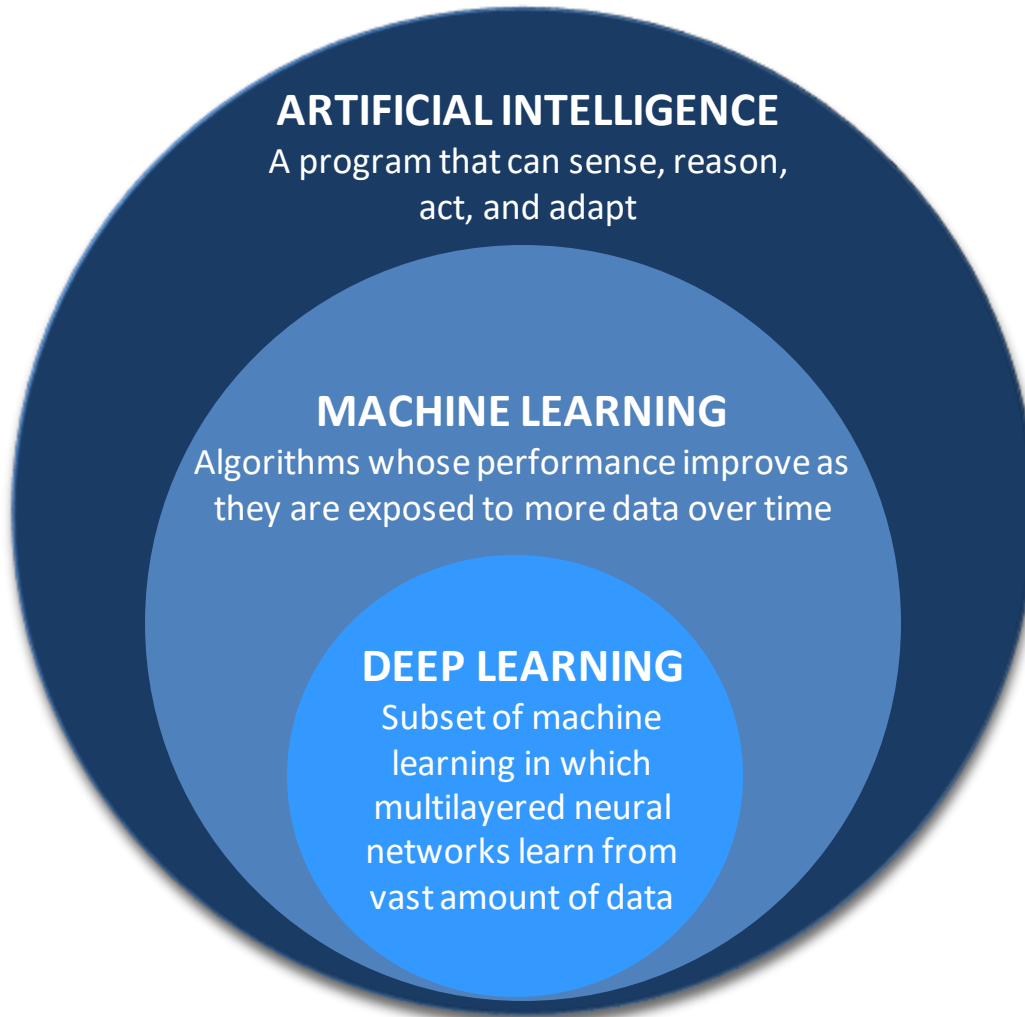 ARTIFICIAL INTELLIGENCE
A program that can sense, reason,
act, and adapt
MACHINE LEARNING
Algorithms whose performance improve as
they are exposed to more data over time
DEEP LEARNING
Subset of machine
learning in which
multilayered neural
networks learn from
vast amount of data